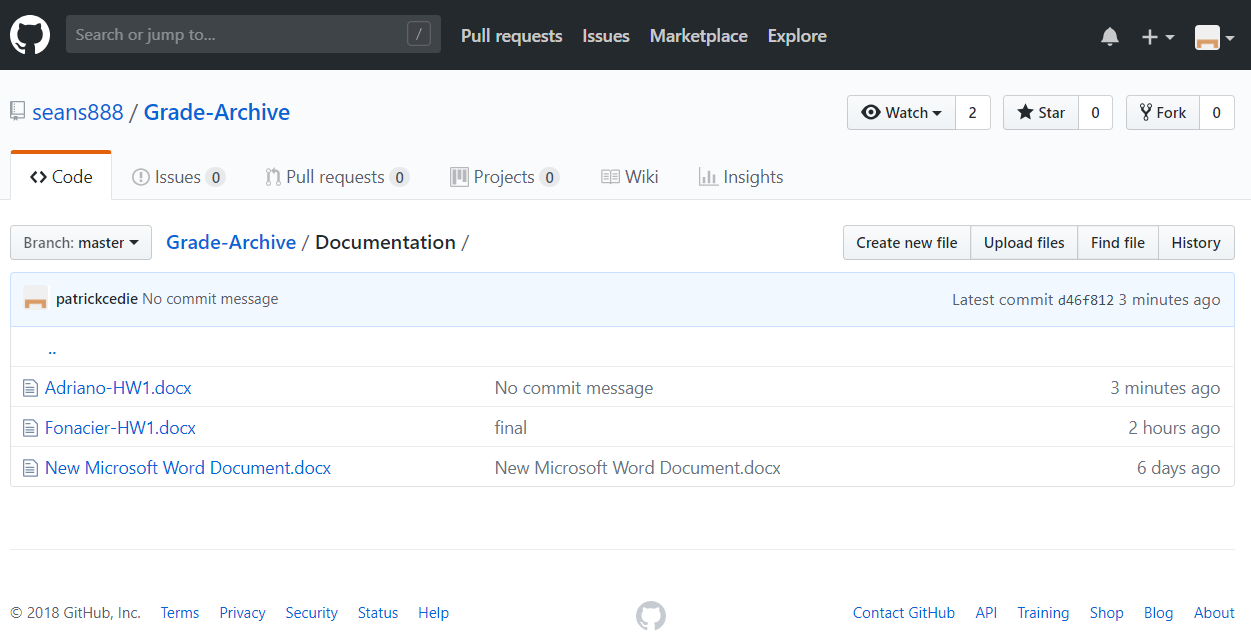 Search or jump to... / Pull requests Issues Marketplace Explore
seans888 / Grade-Archive Watch 2 Star 0 Fork 0
Code Issues 0 Pull requests 0 Projects 0 Wiki Insights
Branch: master Grade-Archive / Documentation / Create new file Upload files Find file History
patrickcedie No commit message Latest commit d46f812 3 minutes ago
..
Adriano-HW1.docx No commit message 3 minutes ago
Fonacier-HW1.docx final 2 hours ago
New Microsoft Word Document.docx New Microsoft Word Document.docx 6 days ago
© 2018 GitHub, Inc. Terms Privacy Security Status Help Contact GitHub API Training Shop Blog About